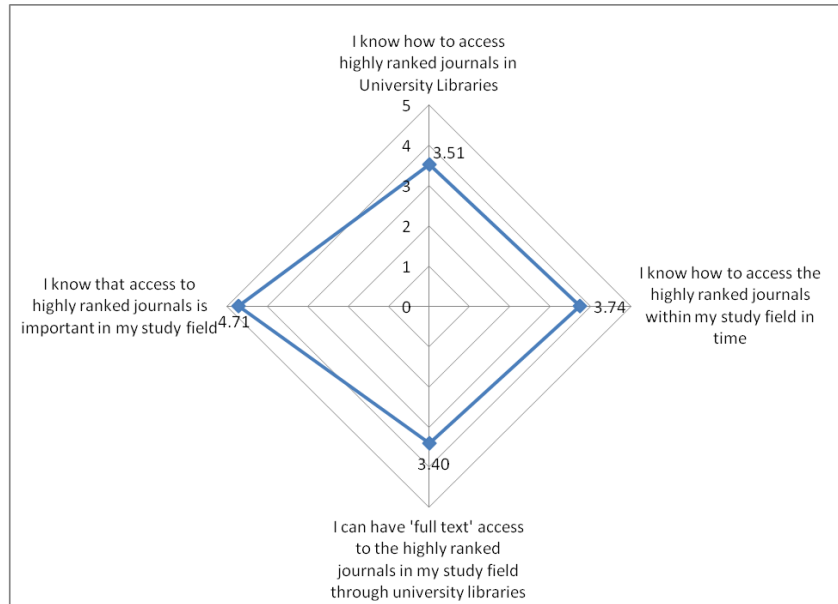 I know how to access
highly ranked journals in
University Libraries
5
4
3.51
3
2
1
0
I know how to access the
highly ranked journals
within my study field in
time
3.74
I know that access to
highly ranked journals is
important in my study field
4.71
3.40
I can have 'full text' access
to the highly ranked
journals in my study field
through university libraries